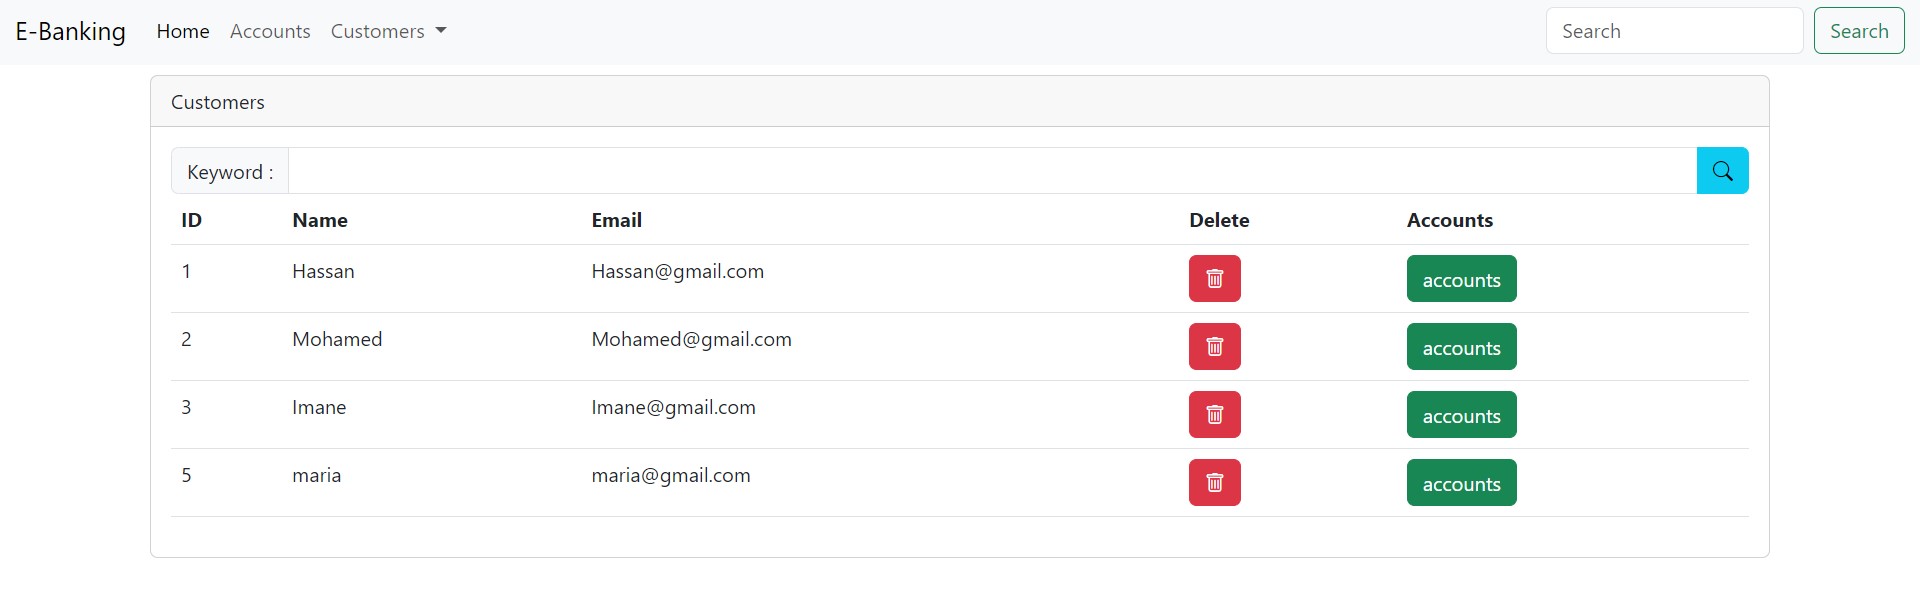 E-Banking Home Accounts Customers Search Search
Customers
Keyword :
ID Name Email Delete Accounts
1 Hassan Hassan@gmail.com accounts
2 Mohamed Mohamed@gmail.com accounts
3 Imane Imane@gmail.com accounts
5 maria maria@gmail.com accounts